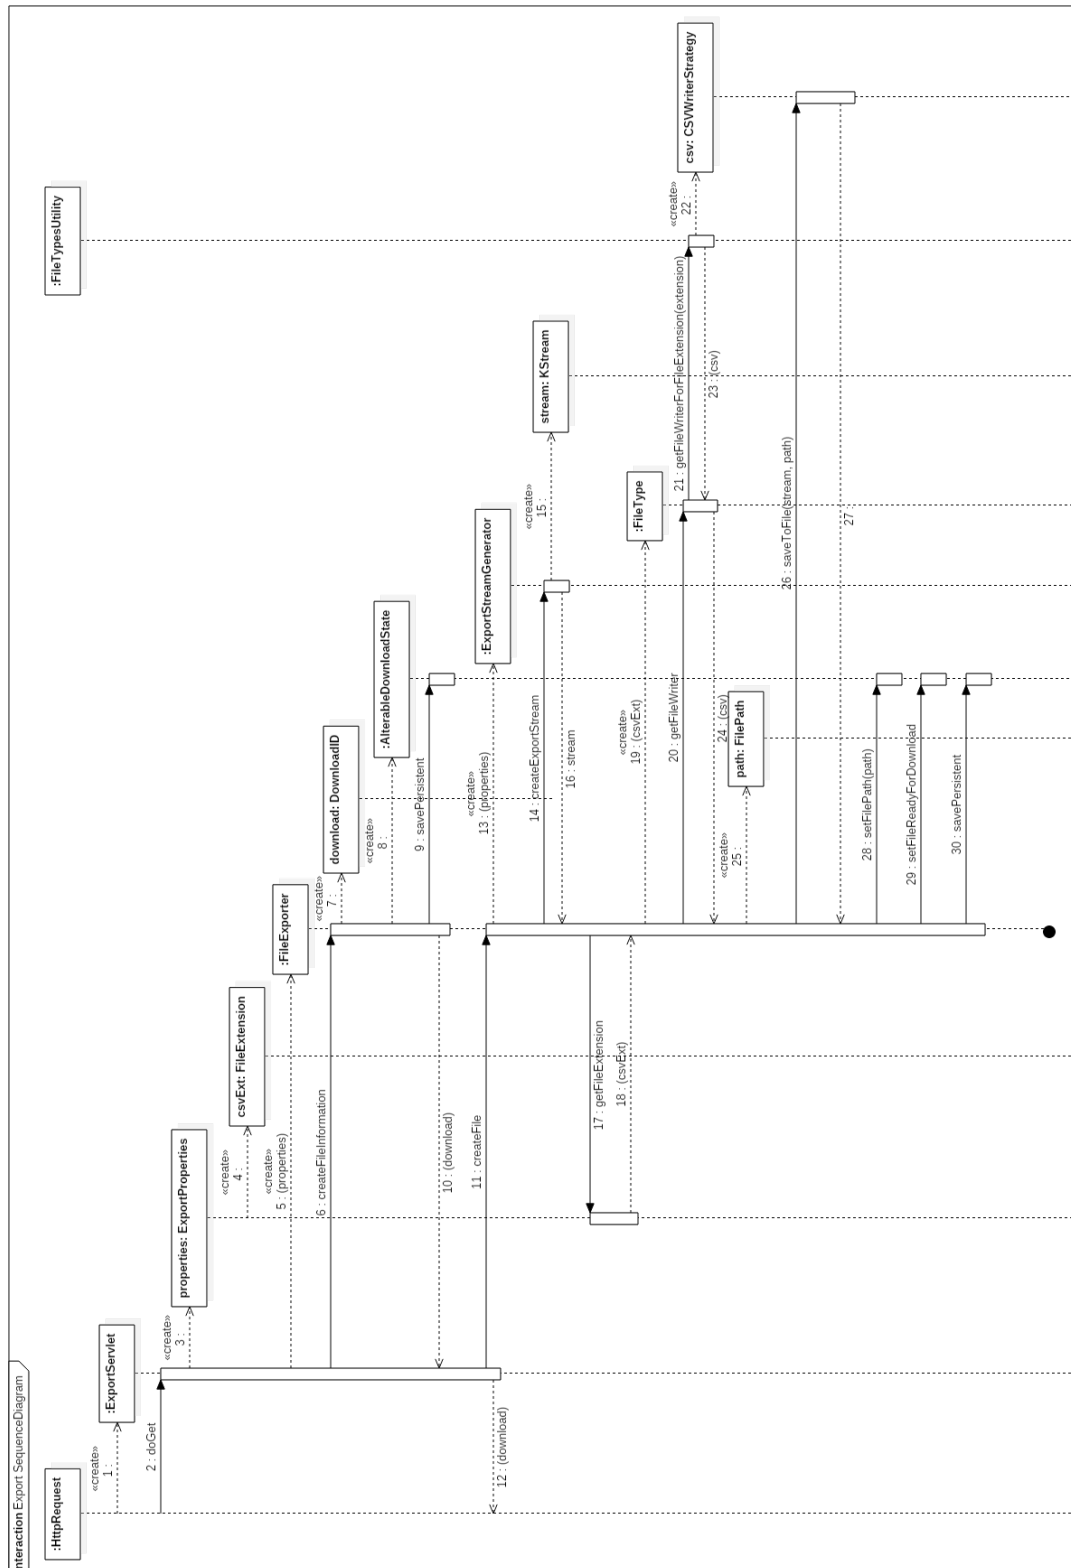 nteraction Export SequenceDiagram
:HttpRequest
:ExportServlet
properties: ExportProperties
csvExt: FileExtension
:FileExporter
download: DownloadID
:AlterableDownloadState
:ExportStreamGenerator
:FileType
path: FilePath
stream: KStream
:FileTypesUtility
csv: CSVWriterStrategy
«create»
1 :
2 : doGet
«create»
3 :
«create»
4 :
«create»
5 : (properties)
6 : createFileInformation
«create»
7 :
«create»
8 :
9 : savePersistent
10 : (download)
11 : createFile
12 : (download)
«create»
13 : (properties)
14 : createExportStream
«create»
15 :
16 : stream
17 : getFileExtension
18 : (csvExt)
«create»
19 : (csvExt)
20 : getFileWriter
21 : getFileWriterForFileExtension(extension)
«create»
22 :
23 : (csv)
24 : (csv)
«create»
25 :
26 : saveToFile(stream, path)
27 :
28 : setFilePath(path)
29 : setFileReadyForDownload
30 : savePersistent